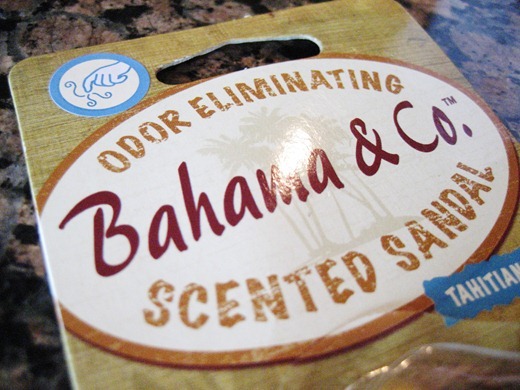 ODOR ELIMINATING
Bahama & Co.™
SCENTED SANDAL
TAHITIAN